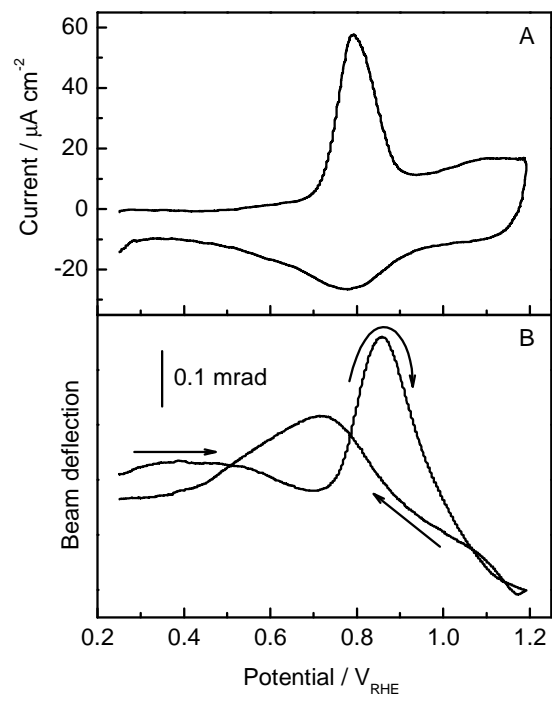 A
60
40
20
0
-20
Current / μA cm-2
B
0.1 mrad
Beam deflection
0.2 0.4 0.6 0.8 1.0 1.2
Potential / VRHE